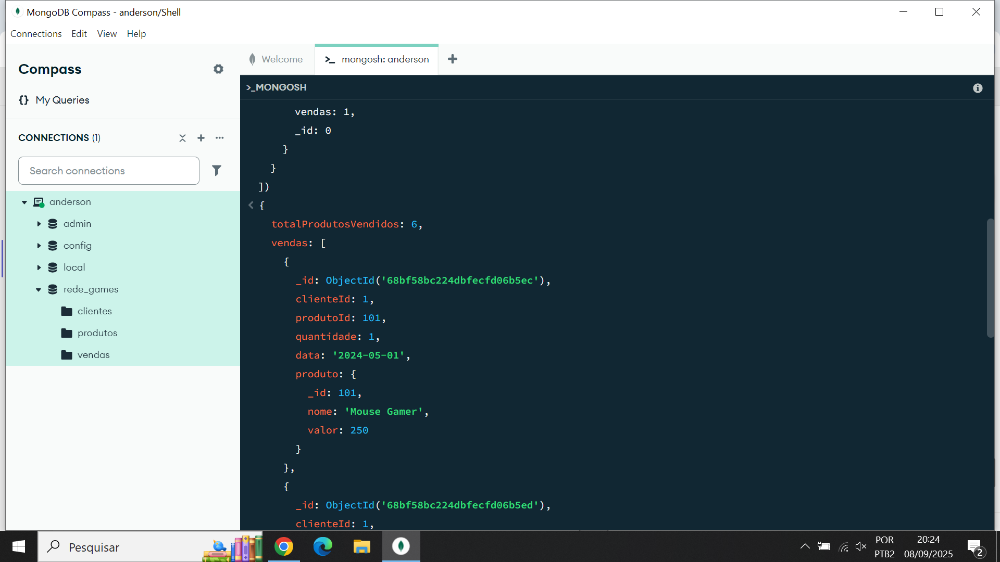 MongoDB Compass - anderson/Shell
Connections Edit View Help
Compass
{} My Queries
CONNECTIONS (1)
Search connections
anderson
admin
config
local
rede_games
clientes
produtos
vendas
Welcome
>_ mongosh: anderson
>_MONGOSH
vendas: 1,
_id: 0
}
}
])
< {
totalProdutosVendidos: 6,
vendas: [
{
_id: ObjectId('68bf58bc224dbfecfd06b5ec'),
clienteId: 1,
produtoId: 101,
quantidade: 1,
data: '2024-05-01',
produto: {
_id: 101,
nome: 'Mouse Gamer',
valor: 250
}
},
{
_id: ObjectId('68bf58bc224dbfecfd06b5ed'),
clienteId: 1,
Pesquisar
POR
PTB2
20:24
08/09/2025
2